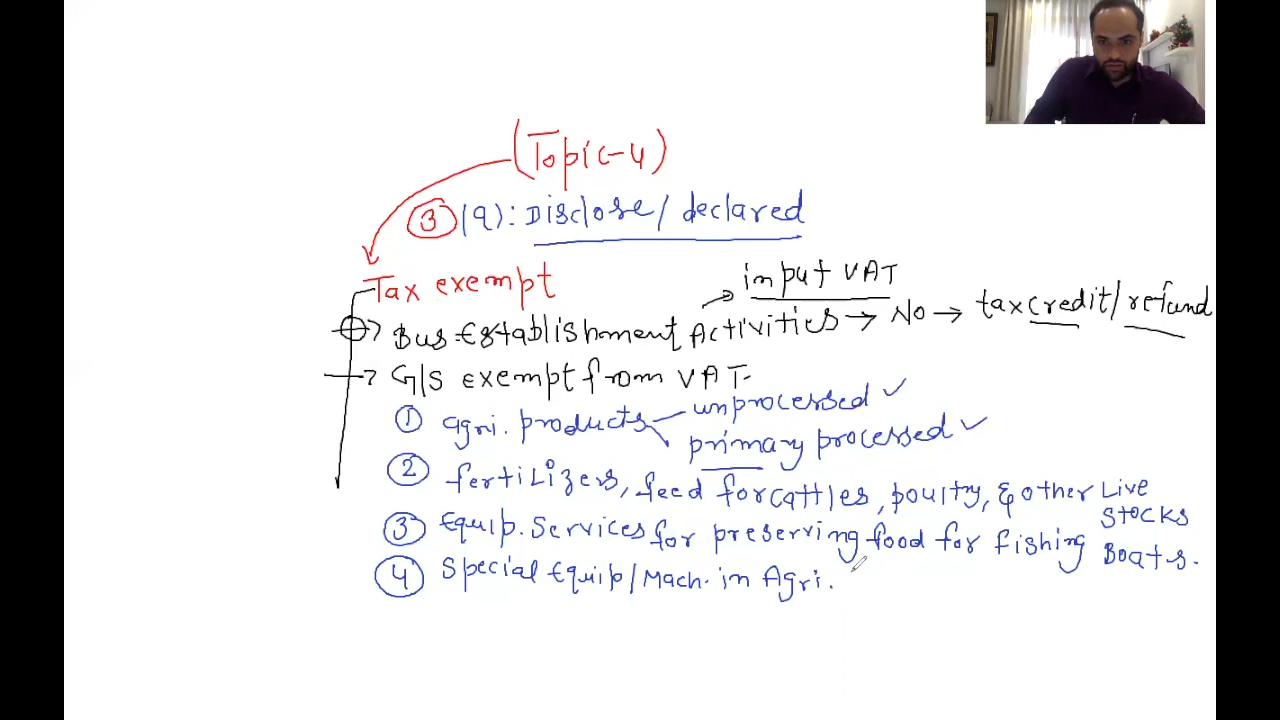 (Topic-4)
③ (q): Disclose/declared
Tax exempt
input VAT
Bus. Establishment Activities → No → tax credit/refund
G/S exempt from VAT-
① agri. products unprocessed ✓
primary processed ✓
② fertilizers, feed for cattles, poultry, & other Live Stocks
③ Equip. Services for preserving food for fishing Boats.
④ Special Equip/Mach. in Agri.